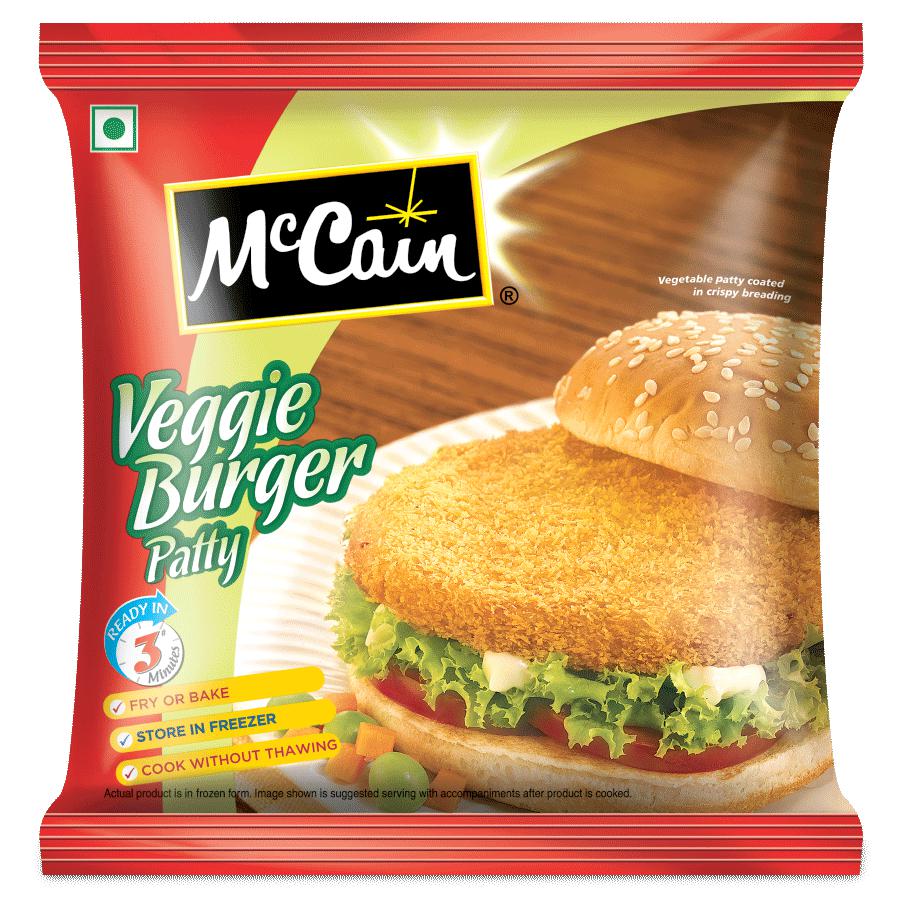 McCain
®
Vegetable patty coated
in crispy breading
Veggie
Burger
Patty
READY IN
3*
Minutes
FRY OR BAKE
STORE IN FREEZER
COOK WITHOUT THAWING
Actual product is in frozen form. Image shown is suggested serving with accompaniments after product is cooked.